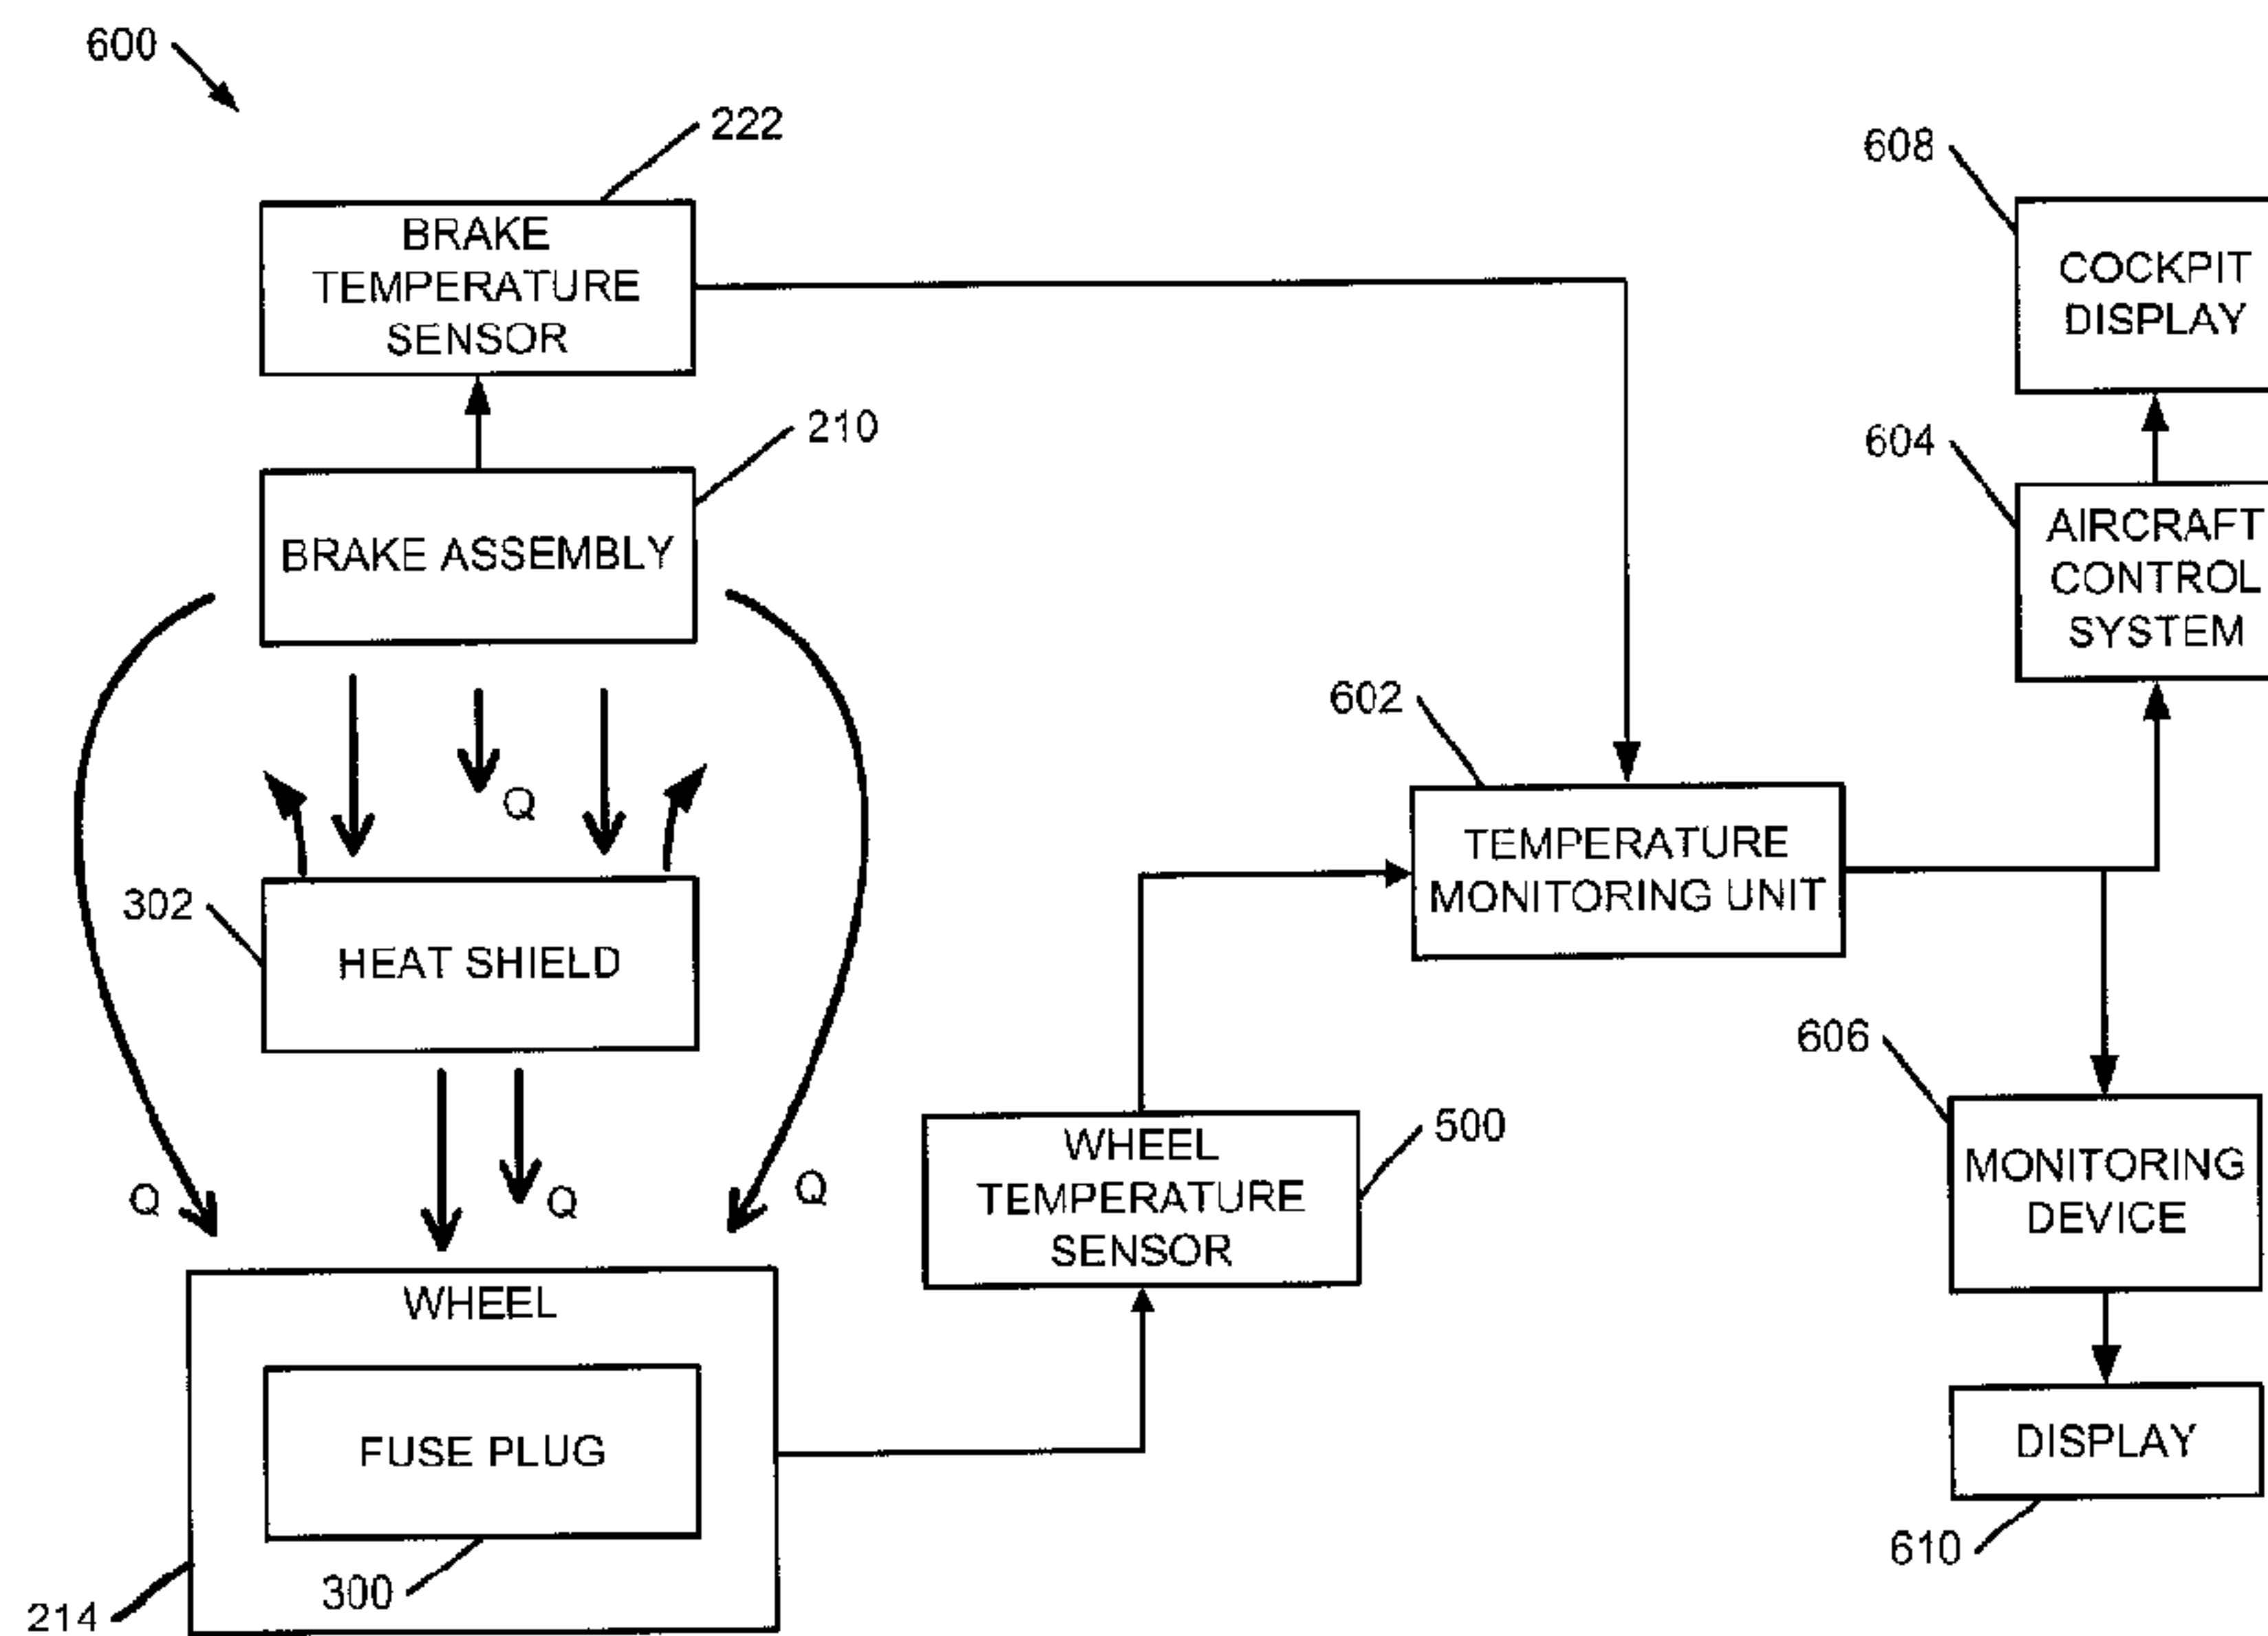 600
222
BRAKE
TEMPERATURE
SENSOR
608
COCKPIT
DISPLAY
210
BRAKE ASSEMBLY
604
AIRCRAFT
CONTROL
SYSTEM
Q
602
TEMPERATURE
MONITORING UNIT
302
HEAT SHIELD
606
MONITORING
DEVICE
500
WHEEL
TEMPERATURE
SENSOR
Q
Q
Q
WHEEL
FUSE PLUG
300
214
DISPLAY
610